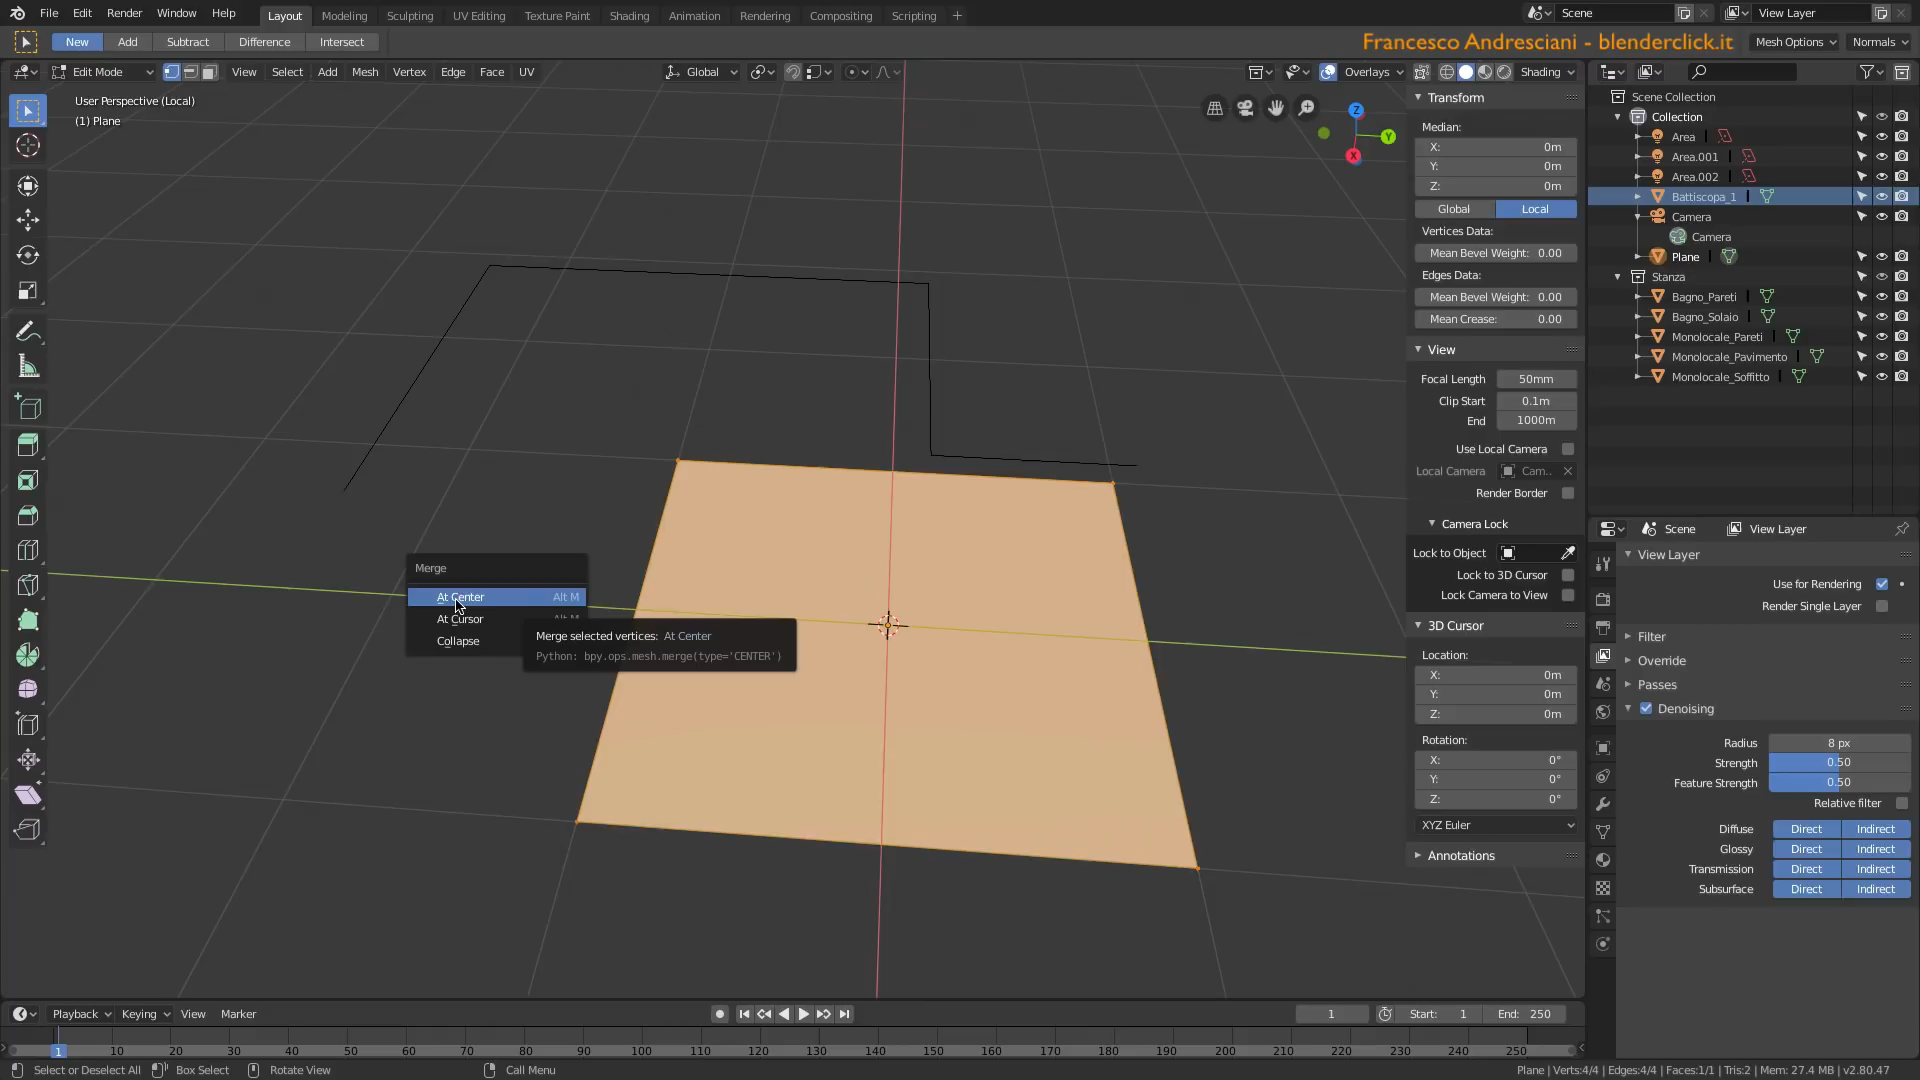 File Edit Render Window Help Layout Modeling Sculpting UV Editing Texture Paint Shading Animation Rendering Compositing Scripting + Scene View Layer
New Add Subtract Difference Intersect Francesco Andresciani - blenderclick.it Mesh Options Normals
Edit Mode View Select Add Mesh Vertex Edge Face UV Global Overlays Shading
User Perspective (Local)
(1) Plane
Z
Y
X
Merge
At Center Alt M
At Cursor Alt M
Collapse
Merge selected vertices: At Center
Python: bpy.ops.mesh.merge(type='CENTER')
Transform
Median:
X: 0m
Y: 0m
Z: 0m
Global Local
Vertices Data:
Mean Bevel Weight: 0.00
Edges Data:
Mean Bevel Weight: 0.00
Mean Crease: 0.00
View
Focal Length 50mm
Clip Start 0.1m
End 1000m
Use Local Camera
Local Camera Cam..
Render Border
Camera Lock
Lock to Object
Lock to 3D Cursor
Lock Camera to View
3D Cursor
Location:
X: 0m
Y: 0m
Z: 0m
Rotation:
X: 0°
Y: 0°
Z: 0°
XYZ Euler
Annotations
Scene Collection
Collection
Area
Area.001
Area.002
Battiscopa_1
Camera
Camera
Plane
Stanza
Bagno_Pareti
Bagno_Solaio
Monolocale_Pareti
Monolocale_Pavimento
Monolocale_Soffitto
Scene View Layer
View Layer
Use for Rendering
Render Single Layer
Filter
Override
Passes
Denoising
Radius 8 px
Strength 0.50
Feature Strength 0.50
Relative filter
Diffuse Direct Indirect
Glossy Direct Indirect
Transmission Direct Indirect
Subsurface Direct Indirect
Playback Keying View Marker 1 Start: 1 End: 250
1 10 20 30 40 50 60 70 80 90 100 110 120 130 140 150 160 170 180 190 200 210 220 230 240 250
Select or Deselect All Box Select Rotate View Call Menu Plane | Verts:4/4 | Edges:4/4 | Faces:1/1 | Tris:2 | Mem: 27.4 MB | v2.80.47